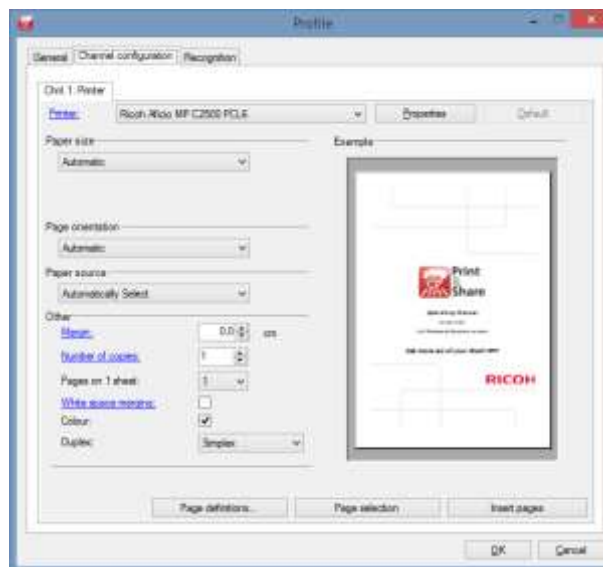 Profile
General Channel configuration Recognition
Chnl 1: Printer
Printer: Ricoh Aficio MP C2500 PCL6 Properties Default
Paper size
Automatic
Example
Page orientation
Automatic
Paper source
Automatically Select
Other
Margin: 0.0 cm
Number of copies: 1
Pages on 1 sheet: 1
White space margins:
Colour:
Duplex: Simplex
Print
Share
RICOH
Page definitions... Page selection Insert pages
OK Cancel